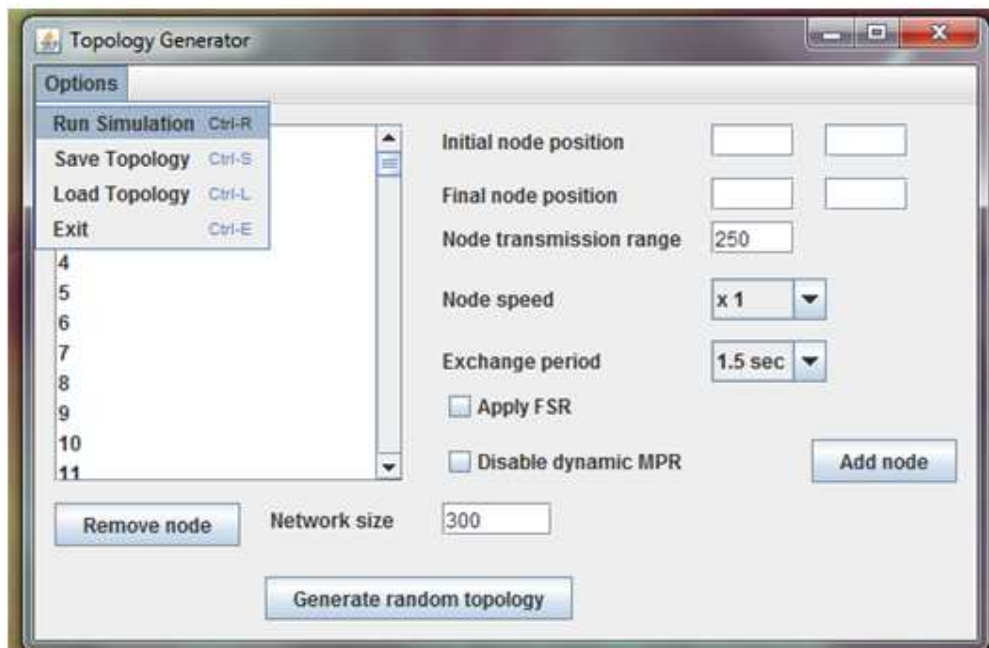 Topology Generator
Options
Run Simulation Ctrl-R
Save Topology Ctrl-S
Load Topology Ctrl-L
Exit Ctrl-E
4
5
6
7
8
9
10
11
Initial node position
Final node position
Node transmission range 250
Node speed x 1
Exchange period 1.5 sec
Apply FSR
Disable dynamic MPR
Add node
Remove node
Network size 300
Generate random topology